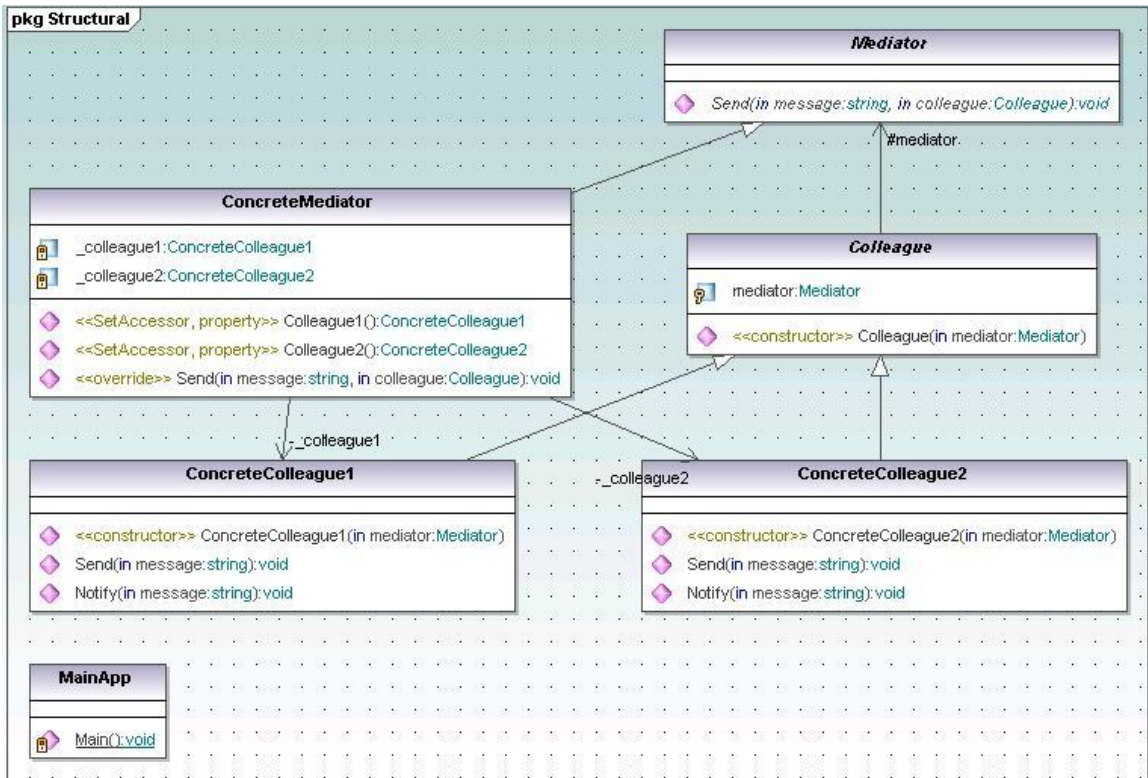 pkg Structural
Mediator
Send(in message:string, in colleague:Colleague):void
#mediator
ConcreteMediator
_colleague1:ConcreteColleague1
_colleague2:ConcreteColleague2
<<SetAccessor, property>> Colleague1():ConcreteColleague1
<<SetAccessor, property>> Colleague2():ConcreteColleague2
<<override>> Send(in message:string, in colleague:Colleague):void
Colleague
mediator:Mediator
<<constructor>> Colleague(in mediator:Mediator)
-_colleague1
-_colleague2
ConcreteColleague1
<<constructor>> ConcreteColleague1(in mediator:Mediator)
Send(in message:string):void
Notify(in message:string):void
ConcreteColleague2
<<constructor>> ConcreteColleague2(in mediator:Mediator)
Send(in message:string):void
Notify(in message:string):void
MainApp
Main():void